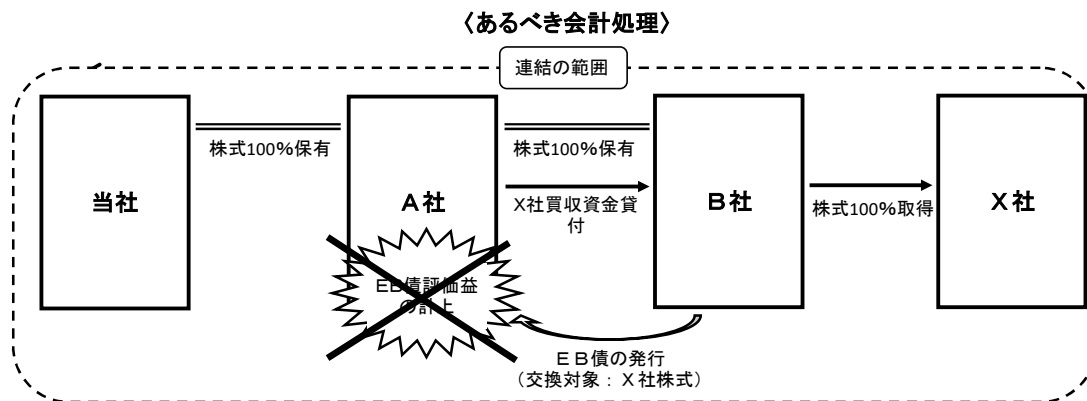 〈あるべき会計処理〉
連結の範囲
当社
株式100%保有
A社
株式100%保有
X社買収資金貸
付
B社
株式100%取得
X社
EB債評価益
の計上
EB債の発行
(交換対象:X社株式)